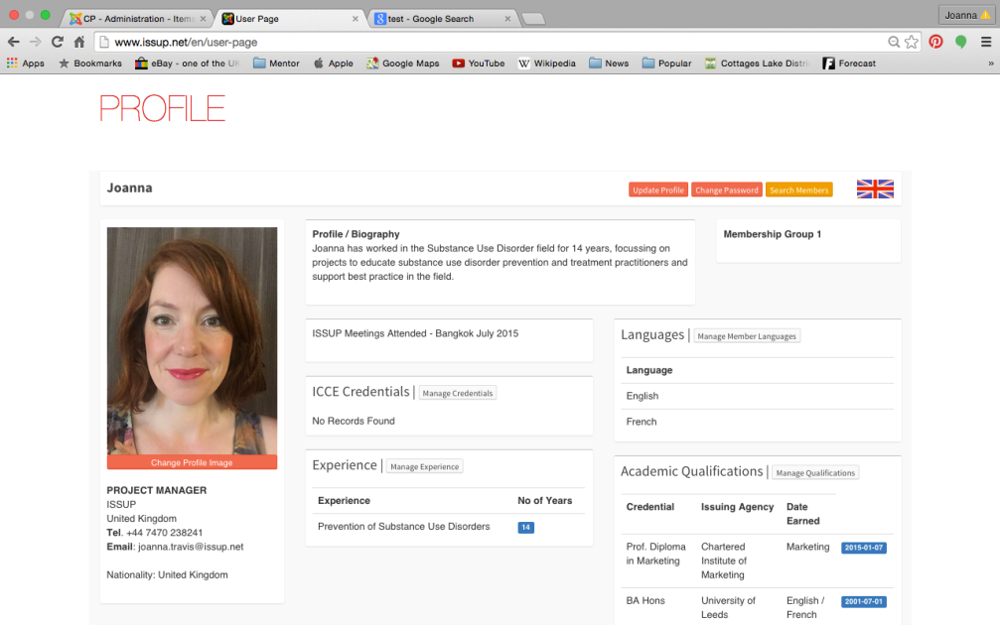 CP - Administration - Item
User Page
test - Google Search
Joanna
www.issup.net/en/user-page
Apps
Bookmarks
eBay - one of the UK
Mentor
Apple
Google Maps
YouTube
Wikipedia
News
Popular
Cottages Lake Distri
Forecast
»
PROFILE
Joanna
Update Profile
Change Password
Search Members
Change Profile Image
PROJECT MANAGER
ISSUP
United Kingdom
Tel. +44 7470 238241
Email: joanna.travis@issup.net
Nationality: United Kingdom
Profile / Biography
Joanna has worked in the Substance Use Disorder field for 14 years, focussing on
projects to educate substance use disorder prevention and treatment practitioners and
support best practice in the field.
Membership Group 1
ISSUP Meetings Attended - Bangkok July 2015
ICCE Credentials | Manage Credentials
No Records Found
Experience | Manage Experience
Experience No of Years
Prevention of Substance Use Disorders 14
Languages | Manage Member Languages
Language
English
French
Academic Qualifications | Manage Qualifications
Credential Issuing Agency Date
Earned
Prof. Diploma Chartered Marketing 2015-01-07
in Marketing Institute of
Marketing
BA Hons University of English / 2001-07-01
Leeds French